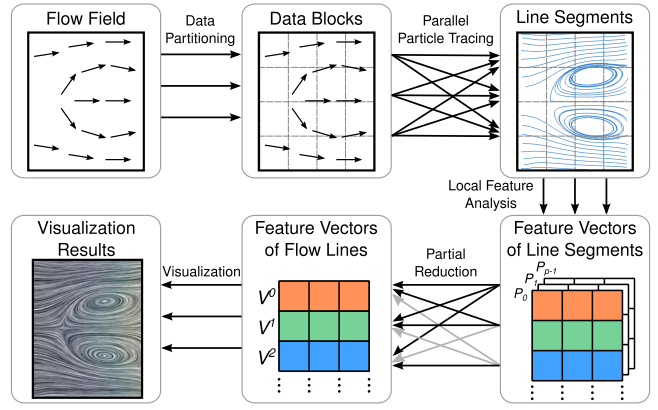 Flow Field
Data
Partitioning
Data Blocks
Parallel
Particle Tracing
Line Segments
Local Feature
Analysis
Visualization
Results
Visualization
Feature Vectors
of Flow Lines
V0
V1
V2
Partial
Reduction
Feature Vectors
of Line Segments
Pp-1
P1
P0